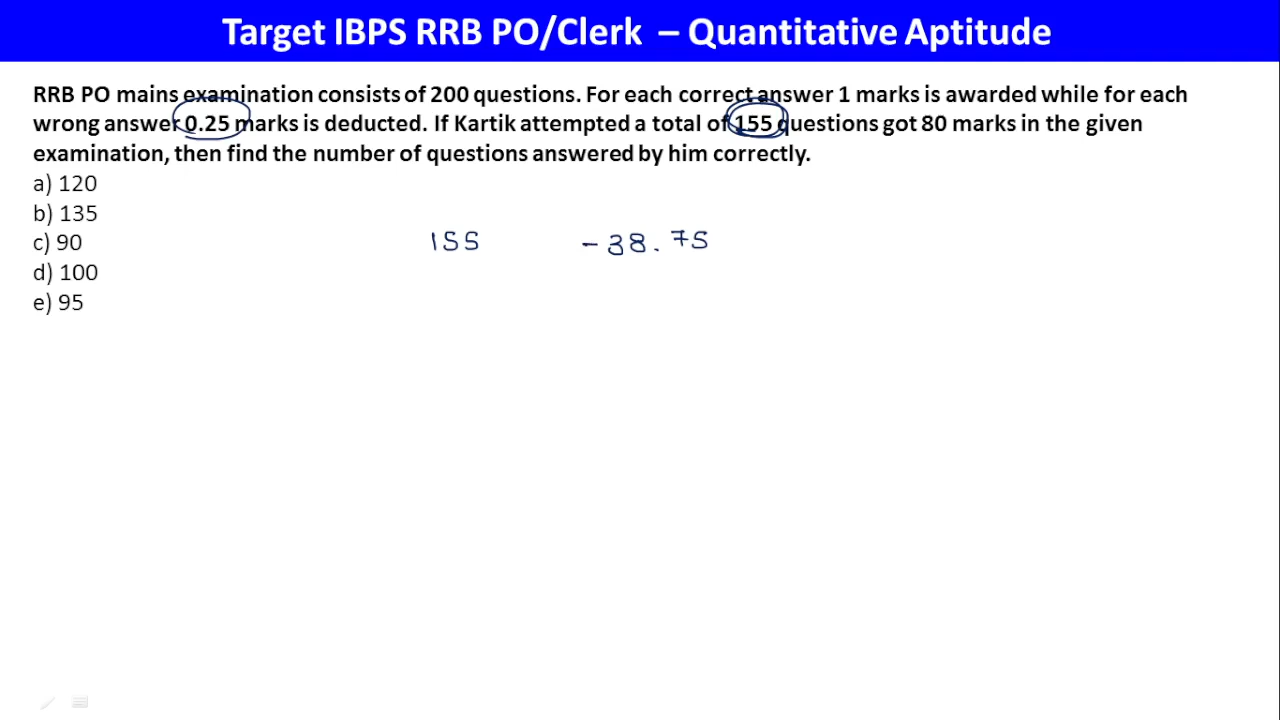 Target IBPS RRB PO/Clerk – Quantitative Aptitude
RRB PO mains examination consists of 200 questions. For each correct answer 1 marks is awarded while for each
wrong answer 0.25 marks is deducted. If Kartik attempted a total of 155 questions got 80 marks in the given
examination, then find the number of questions answered by him correctly.
a) 120
b) 135
c) 90
d) 100
e) 95
155 -38.75